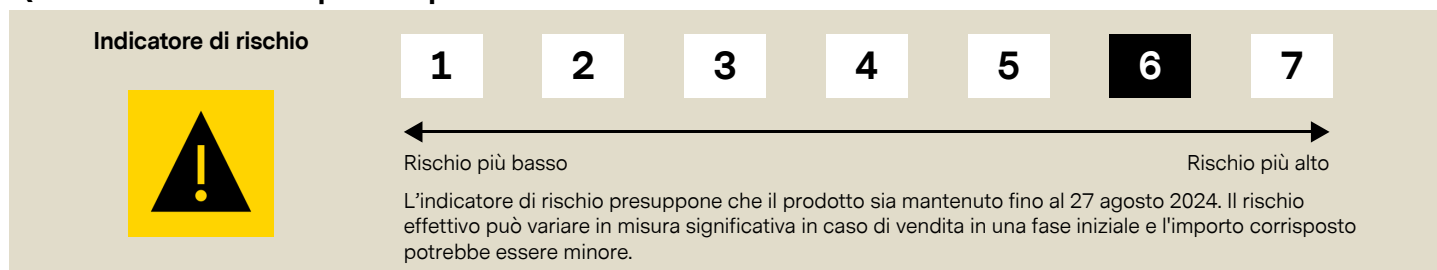 Indicatore di rischio
1 2 3 4 5 6 7
Rischio più basso
Rischio più alto
L'indicatore di rischio presuppone che il prodotto sia mantenuto fino al 27 agosto 2024. Il rischio
effettivo può variare in misura significativa in caso di vendita in una fase iniziale e l'importo corrisposto
potrebbe essere minore.